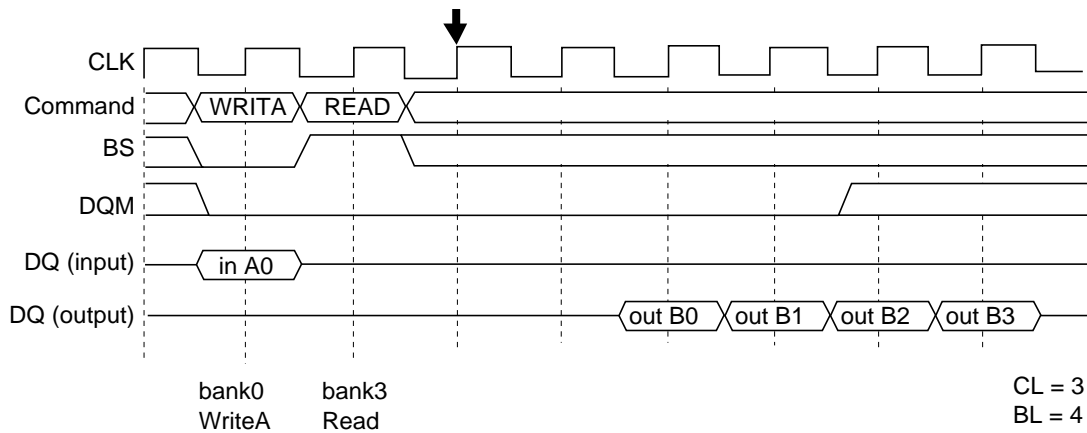 CLK
Command WRITA READ
BS
DQM
DQ (input) in A0
DQ (output) out B0 out B1 out B2 out B3
bank0 bank3 CL = 3
WriteA Read BL = 4